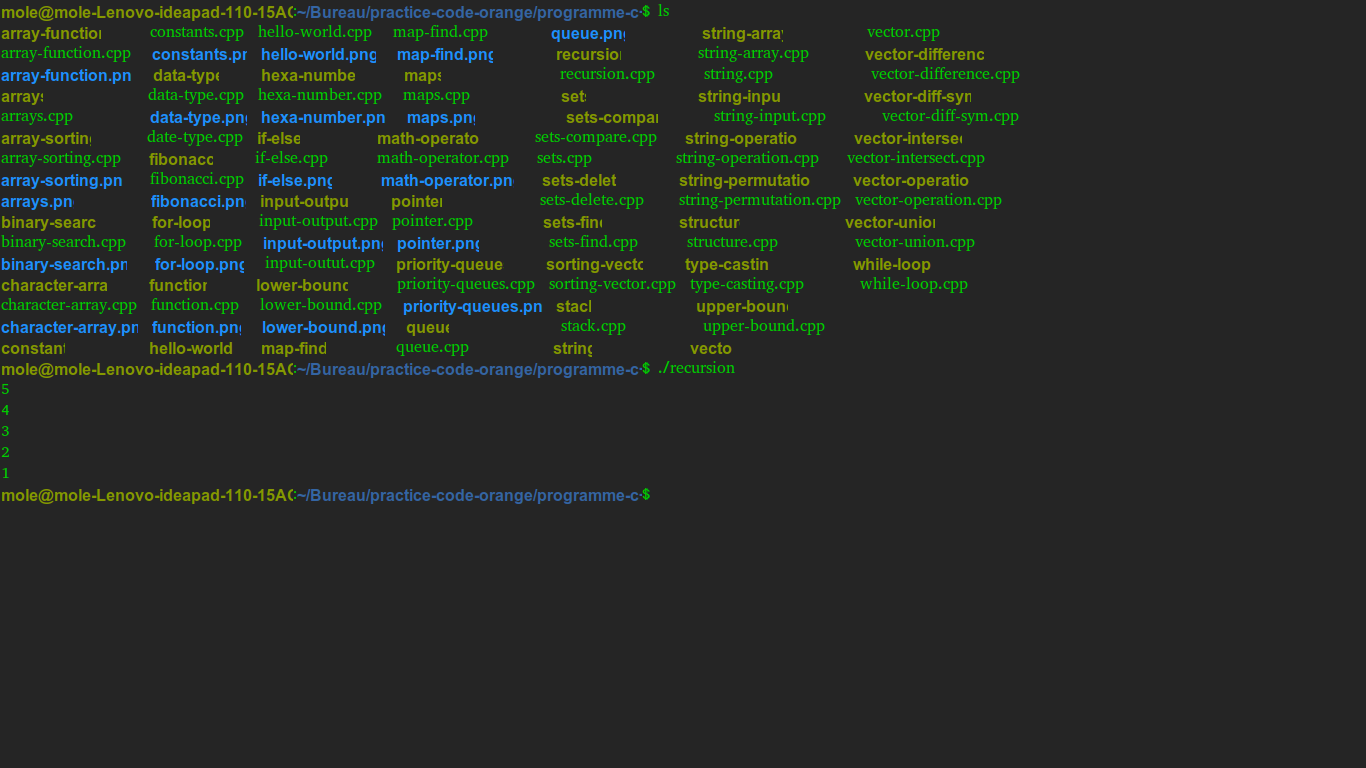 mole@mole-Lenovo-ideapad-110-15AC:~/Bureau/practice-code-orange/programme-c-$ ls
array-function constants.cpp hello-world.cpp map-find.cpp queue.png string-array vector.cpp
array-function.cpp constants.pn hello-world.png map-find.png recursion string-array.cpp vector-differenc
array-function.pn data-type hexa-numbe maps recursion.cpp string.cpp vector-difference.cpp
arrays data-type.cpp hexa-number.cpp maps.cpp sets string-inpu vector-diff-sym
arrays.cpp data-type.png hexa-number.pn maps.png sets-compar string-input.cpp vector-diff-sym.cpp
array-sorting date-type.cpp if-else math-operato sets-compare.cpp string-operatio vector-intersec
array-sorting.cpp fibonacc if-else.cpp math-operator.cpp sets.cpp string-operation.cpp vector-intersect.cpp
array-sorting.pn fibonacci.cpp if-else.png math-operator.pn sets-delet string-permutatio vector-operatio
arrays.pn fibonacci.pn input-outpu pointer sets-delete.cpp string-permutation.cpp vector-operation.cpp
binary-searc for-loop input-output.cpp pointer.cpp sets-find structur vector-union
binary-search.cpp for-loop.cpp input-output.png pointer.png sets-find.cpp structure.cpp vector-union.cpp
binary-search.pn for-loop.png input-outut.cpp priority-queue sorting-vecto type-castin while-loop
character-arra function lower-bound priority-queues.cpp sorting-vector.cpp type-casting.cpp while-loop.cpp
character-array.cpp function.cpp lower-bound.cpp priority-queues.pn stack upper-boun
character-array.pn function.png lower-bound.png queue stack.cpp upper-bound.cpp
constant hello-world map-find queue.cpp string vecto
mole@mole-Lenovo-ideapad-110-15AC:~/Bureau/practice-code-orange/programme-c-$ ./recursion
5
4
3
2
1
mole@mole-Lenovo-ideapad-110-15AC:~/Bureau/practice-code-orange/programme-c-$